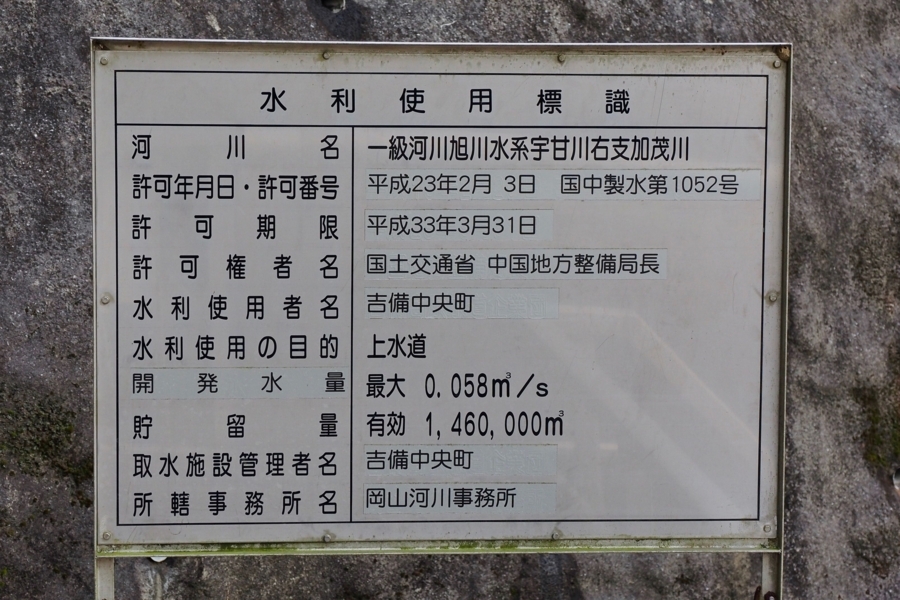 水利使用標識
河川名 一級河川旭川水系宇甘川右支加茂川
許可年月日・許可番号 平成23年2月 3日 国中製水第1052号
許可期限 平成33年3月31日
許可権者名 国土交通省 中国地方整備局長
水利使用者名 吉備中央町
水利使用の目的 上水道
開発水量 最大 0.058m³/s
貯留量 有効 1,460,000m³
取水施設管理者名 吉備中央町
所轄事務所名 岡山河川事務所